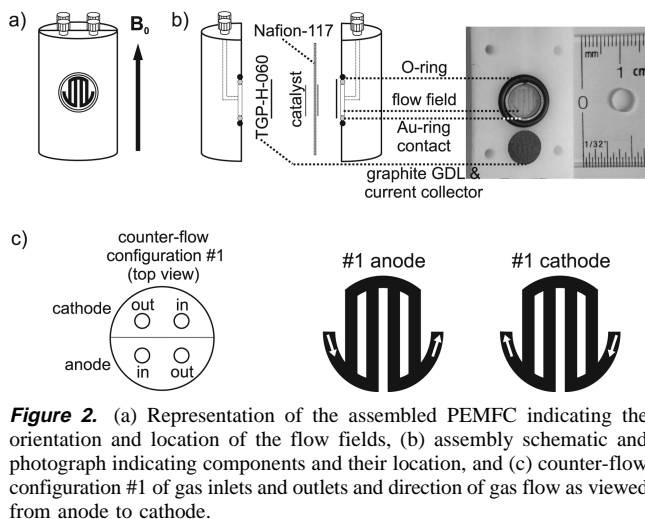 a)
B₀
b)
Nafion-117
TGP-H-060
catalyst
O-ring
flow field
Au-ring
contact
graphite GDL &
current collector
mm
1
cm
0
1/32"
c)
counter-flow
configuration #1
(top view)
cathode
out in
anode
in out
#1 anode
#1 cathode
Figure 2. (a) Representation of the assembled PEMFC indicating the
orientation and location of the flow fields, (b) assembly schematic and
photograph indicating components and their location, and (c) counter-flow
configuration #1 of gas inlets and outlets and direction of gas flow as viewed
from anode to cathode.